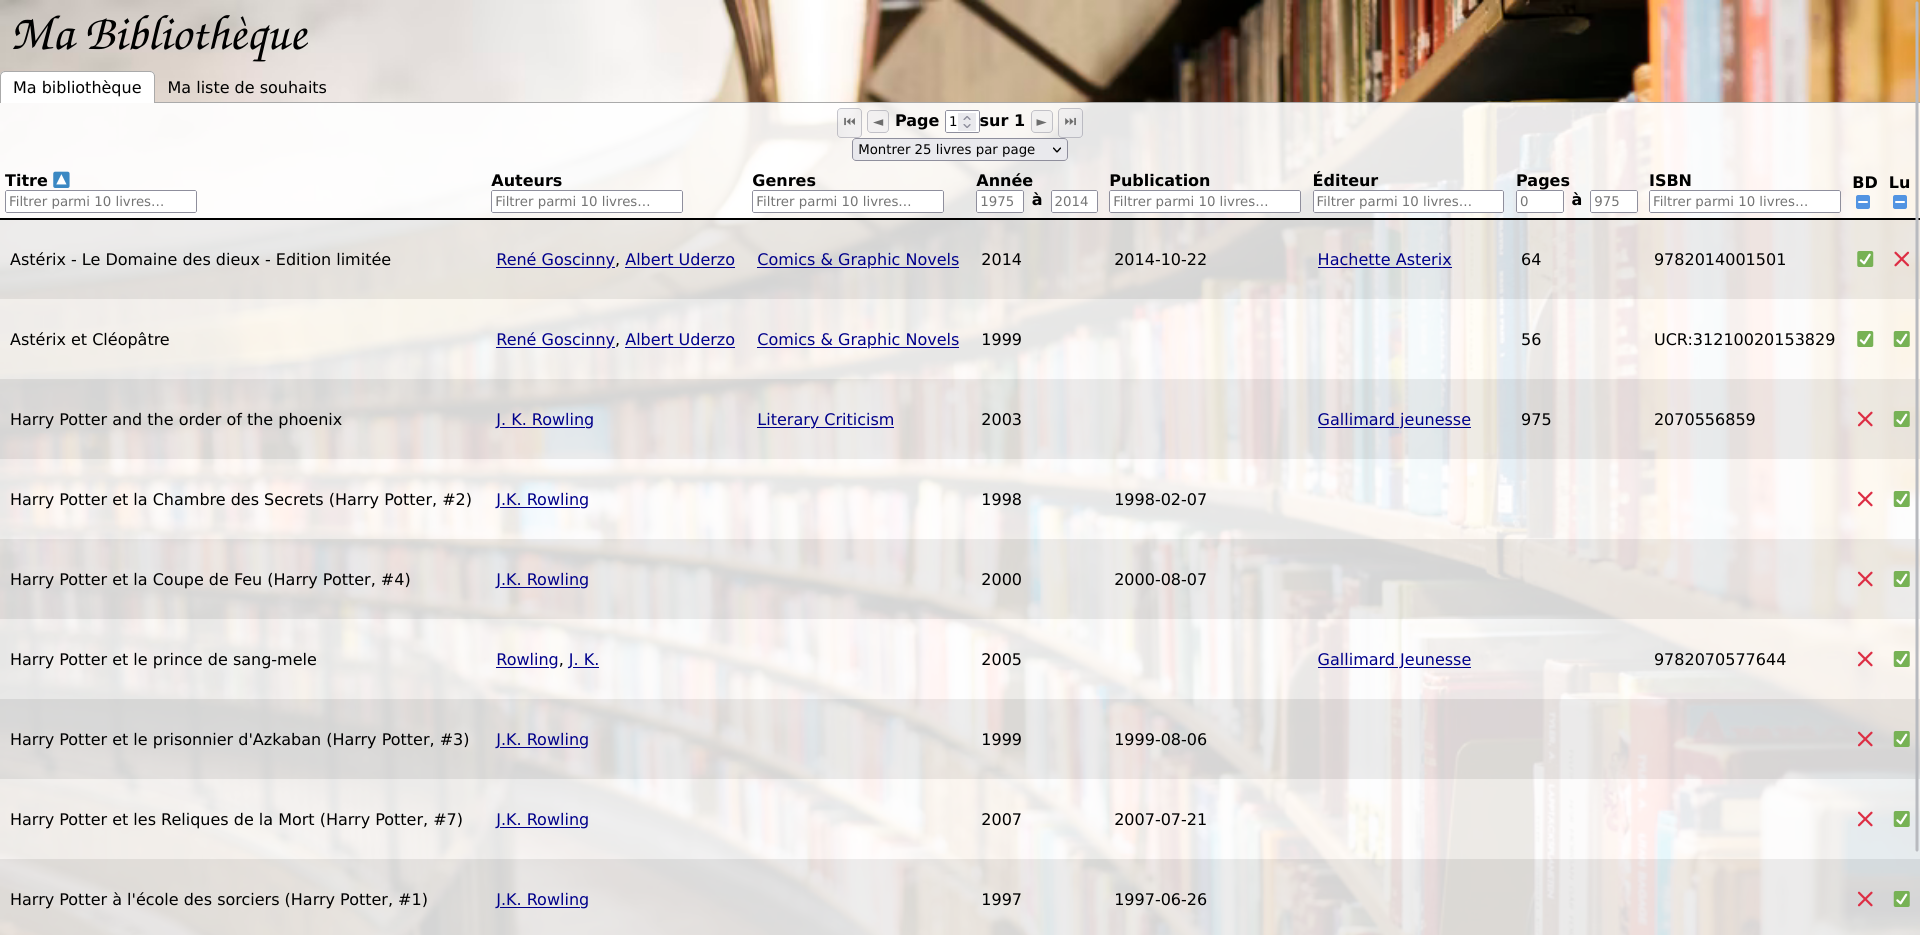 Ma Bibliothèque
Ma bibliothèque Ma liste de souhaits
⏮ ◄ Page 1 sur 1 ► ⏭
Montrer 25 livres par page
Titre Auteurs Genres Année Publication Éditeur Pages ISBN BD Lu
Filtrer parmi 10 livres... Filtrer parmi 10 livres... Filtrer parmi 10 livres... 1975 à 2014 Filtrer parmi 10 livres... Filtrer parmi 10 livres... 0 à 975 Filtrer parmi 10 livres...
Astérix - Le Domaine des dieux - Edition limitée René Goscinny, Albert Uderzo Comics & Graphic Novels 2014 2014-10-22 Hachette Asterix 64 9782014001501
Astérix et Cléopâtre René Goscinny, Albert Uderzo Comics & Graphic Novels 1999 56 UCR:31210020153829
Harry Potter and the order of the phoenix J. K. Rowling Literary Criticism 2003 Gallimard jeunesse 975 2070556859
Harry Potter et la Chambre des Secrets (Harry Potter, #2) J.K. Rowling 1998 1998-02-07
Harry Potter et la Coupe de Feu (Harry Potter, #4) J.K. Rowling 2000 2000-08-07
Harry Potter et le prince de sang-mele Rowling, J. K. 2005 Gallimard Jeunesse 9782070577644
Harry Potter et le prisonnier d'Azkaban (Harry Potter, #3) J.K. Rowling 1999 1999-08-06
Harry Potter et les Reliques de la Mort (Harry Potter, #7) J.K. Rowling 2007 2007-07-21
Harry Potter à l'école des sorciers (Harry Potter, #1) J.K. Rowling 1997 1997-06-26